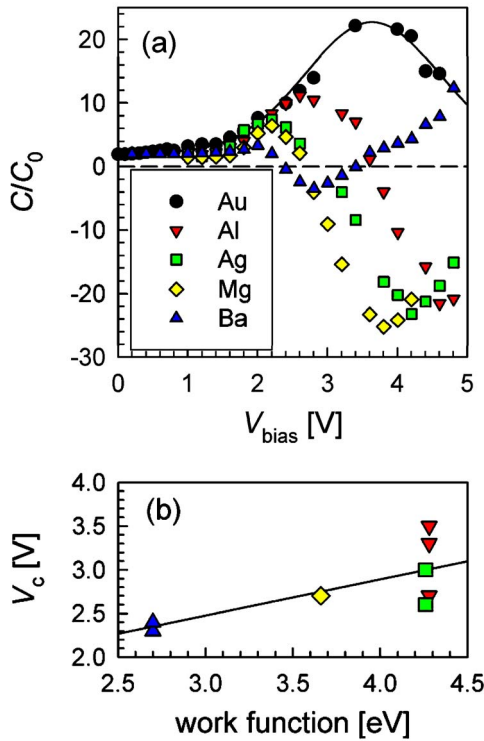 (a)
20
10
0
-10
-20
-30
C/C₀
Au
Al
Ag
Mg
Ba
0 1 2 3 4 5
V_bias [V]
(b)
4.0
3.5
3.0
2.5
2.0
V_c [V]
2.5 3.0 3.5 4.0 4.5
work function [eV]